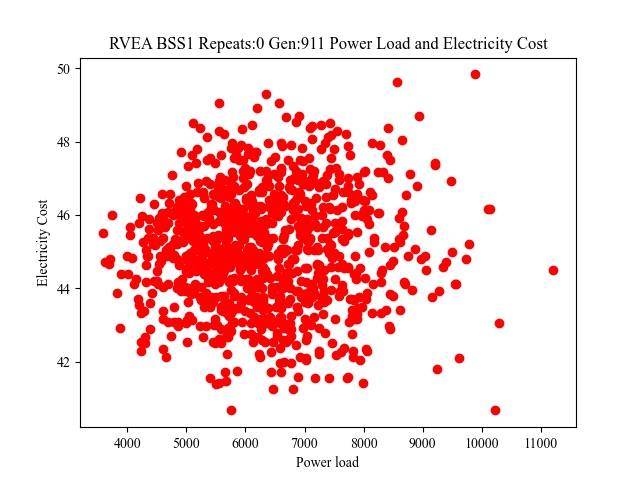 RVEA BSS1 Repeats:0 Gen:911 Power Load and Electricity Cost
50
48
46
44
42
Electricity Cost
4000 5000 6000 7000 8000 9000 10000 11000
Power load